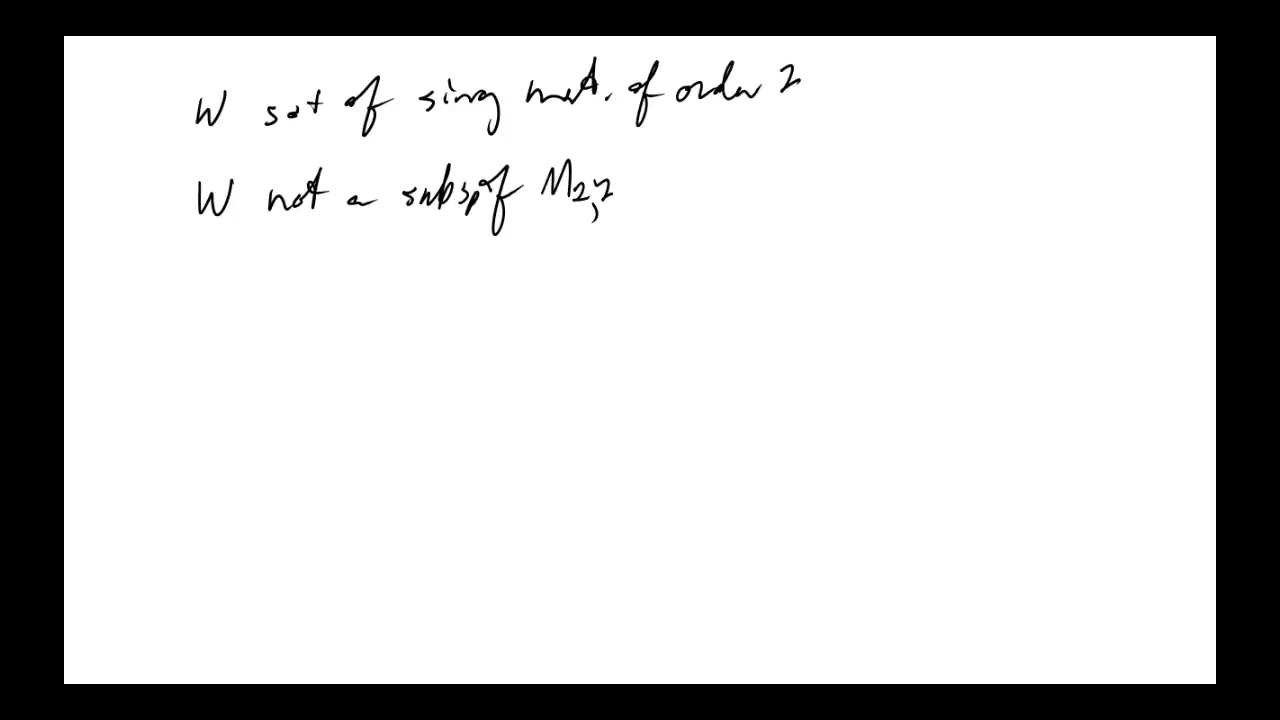 W set of sing mat. of order 2
W not a subsp of M2,2